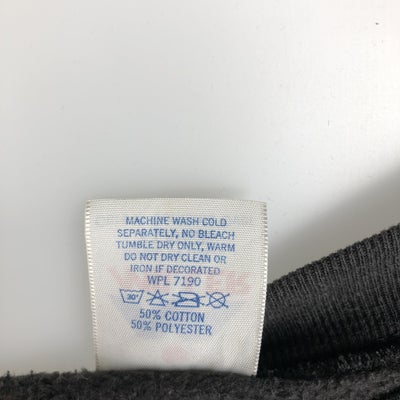 MACHINE WASH COLD
SEPARATELY, NO BLEACH
TUMBLE DRY ONLY, WARM
DO NOT DRY CLEAN OR
IRON IF DECORATED
WPL 7190
30°
50% COTTON
50% POLYESTER